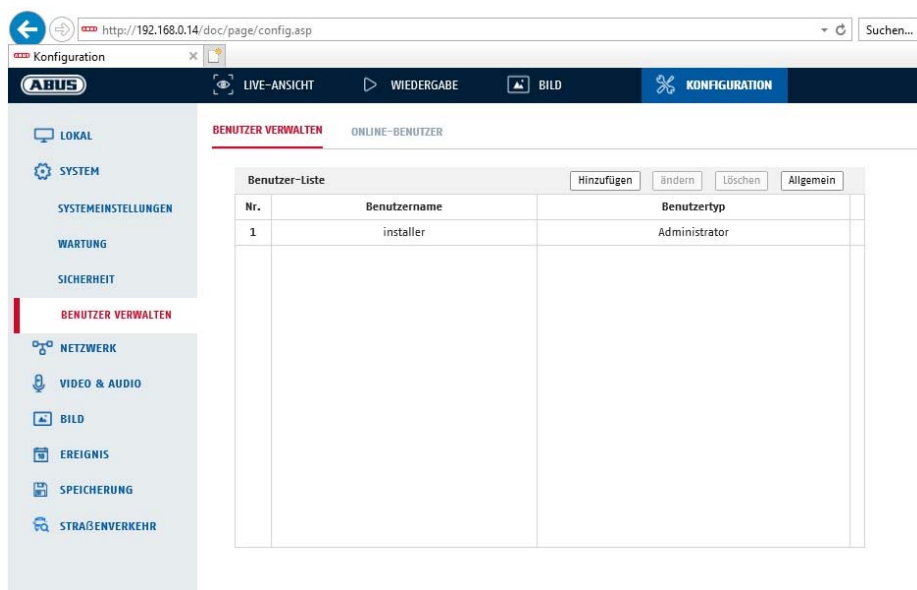 http://192.168.0.14/doc/page/config.asp
Suchen...
Konfiguration
ABUS
LIVE-ANSICHT
WIEDERGABE
BILD
KONFIGURATION
LOKAL
SYSTEM
SYSTEMEINSTELLUNGEN
WARTUNG
SICHERHEIT
BENUTZER VERWALTEN
NETZWERK
VIDEO & AUDIO
BILD
EREIGNIS
SPEICHERUNG
STRAßENVERKEHR
BENUTZER VERWALTEN
ONLINE-BENUTZER
Benutzer-Liste
Hinzufügen
ändern
Löschen
Allgemein
Nr. Benutzername Benutzertyp
1 installer Administrator